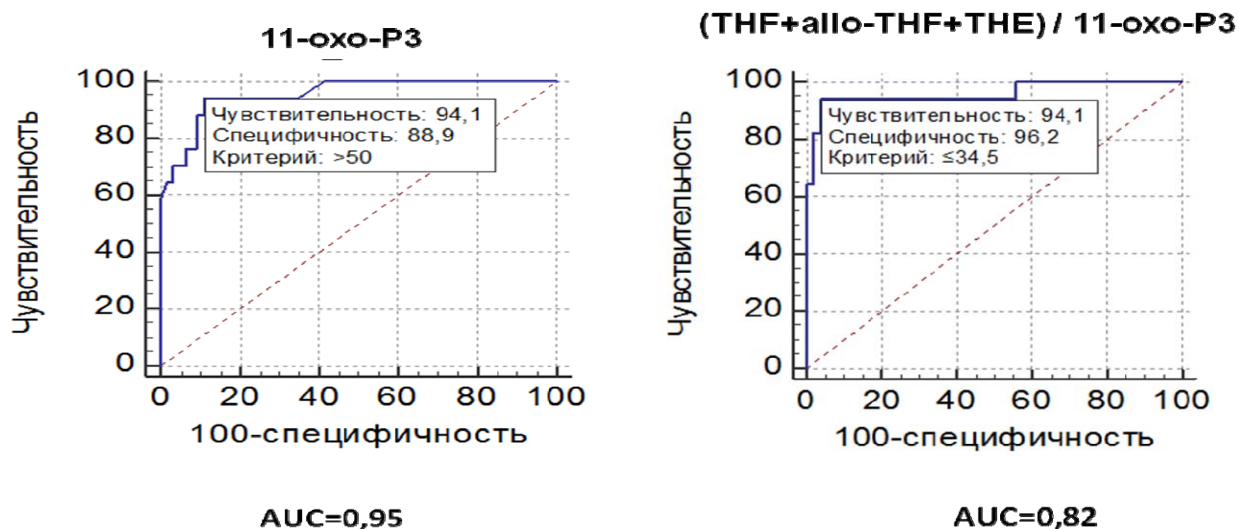 11-oxo-P3
100
80
60
40
20
0
Чувствительность
Чувствительность: 94,1
Специфичность: 88,9
Критерий: >50
0 20 40 60 80 100
100-специфичность
AUC=0,95
(THF+allo-THF+THE) / 11-oxo-P3
100
80
60
40
20
0
Чувствительность
Чувствительность: 94,1
Специфичность: 96,2
Критерий: ≤34,5
0 20 40 60 80 100
100-специфичность
AUC=0,82